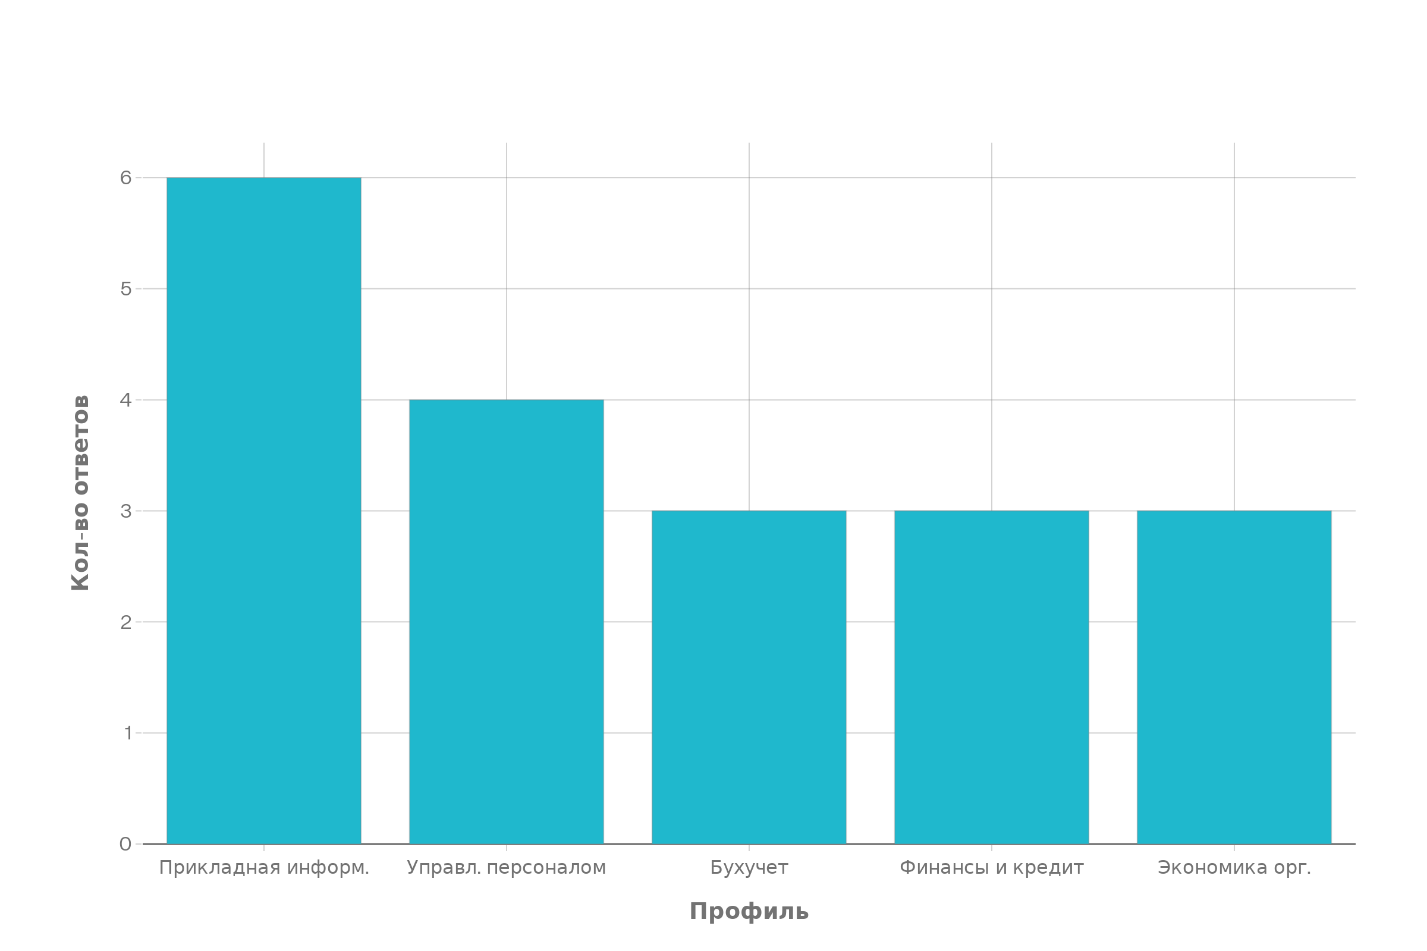 6
5
4
3
2
1
0
Кол-во ответов
Прикладная информ.
Управл. персоналом
Бухучет
Финансы и кредит
Экономика орг.
Профиль